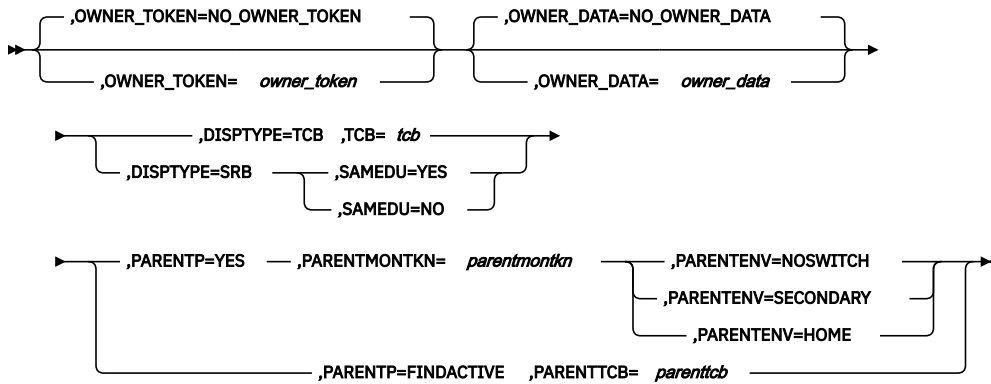 ,OWNER_TOKEN=NO_OWNER_TOKEN ,OWNER_DATA=NO_OWNER_DATA
,OWNER_TOKEN= owner_token ,OWNER_DATA= owner_data
,DISPTYPE=TCB ,TCB= tcb
,DISPTYPE=SRB ,SAMEDU=YES
,SAMEDU=NO
,PARENTP=YES ,PARENTMONTKN= parentmontkn ,PARENTENV=NOSWITCH
,PARENTENV=SECONDARY
,PARENTENV=HOME
,PARENTP=FINDACTIVE ,PARENTTCB= parenttcb